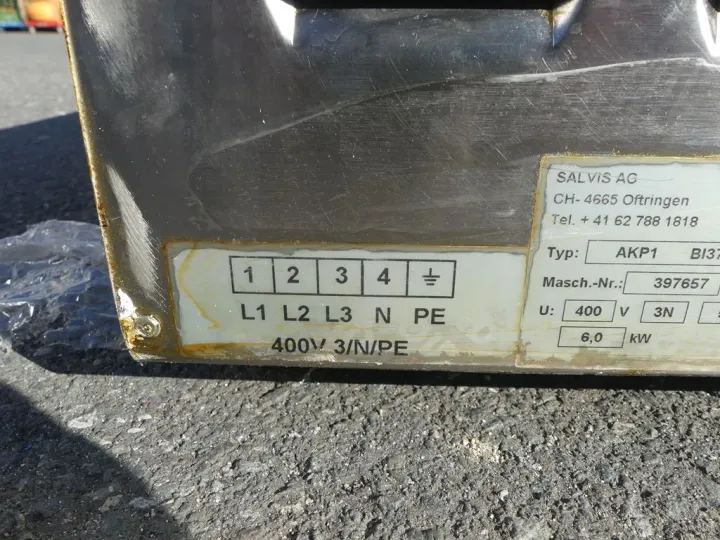 1 2 3 4 ⏚
L1 L2 L3 N PE
400V 3/N/PE
SALVIS AG
CH- 4665 Oftringen
Tel. + 41 62 788 1818
Typ: AKP1 BI37
Masch.-Nr.: 397657
U: 400 V 3N
6,0 kW